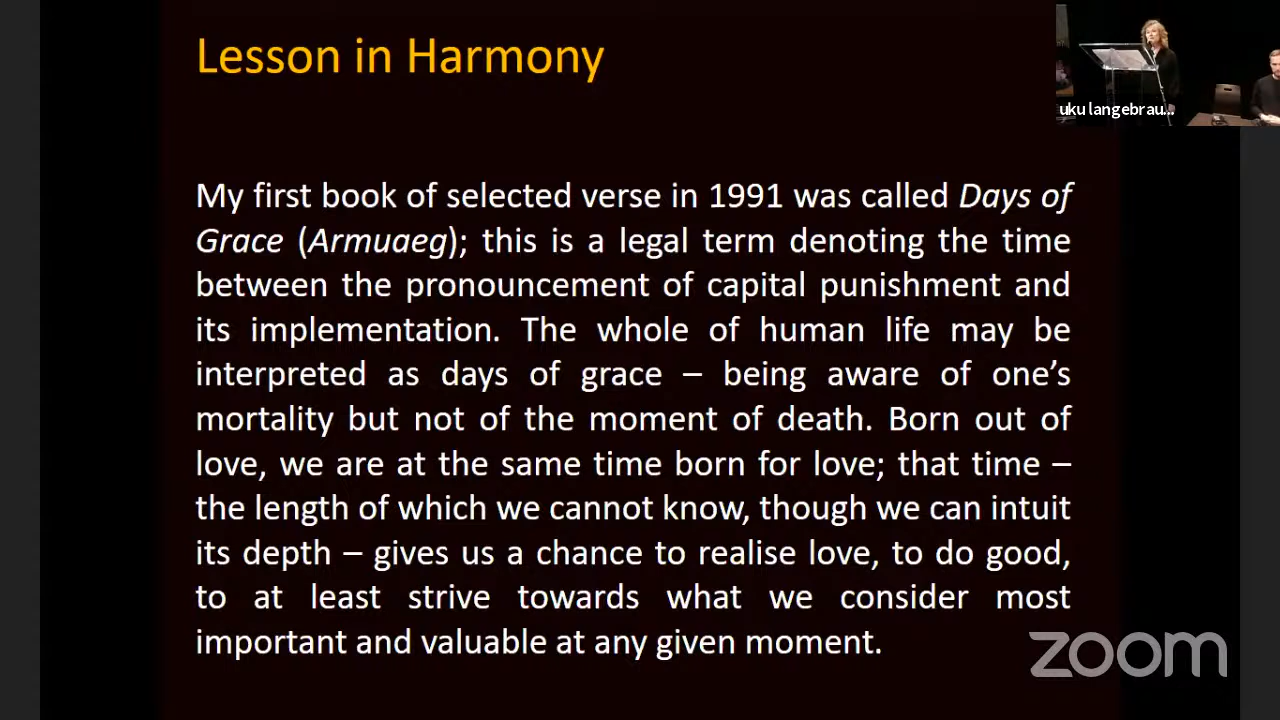 Lesson in Harmony
uku langebrau...
My first book of selected verse in 1991 was called Days of
Grace (Armuaeg); this is a legal term denoting the time
between the pronouncement of capital punishment and
its implementation. The whole of human life may be
interpreted as days of grace – being aware of one’s
mortality but not of the moment of death. Born out of
love, we are at the same time born for love; that time –
the length of which we cannot know, though we can intuit
its depth – gives us a chance to realise love, to do good,
to at least strive towards what we consider most
important and valuable at any given moment.
zoom